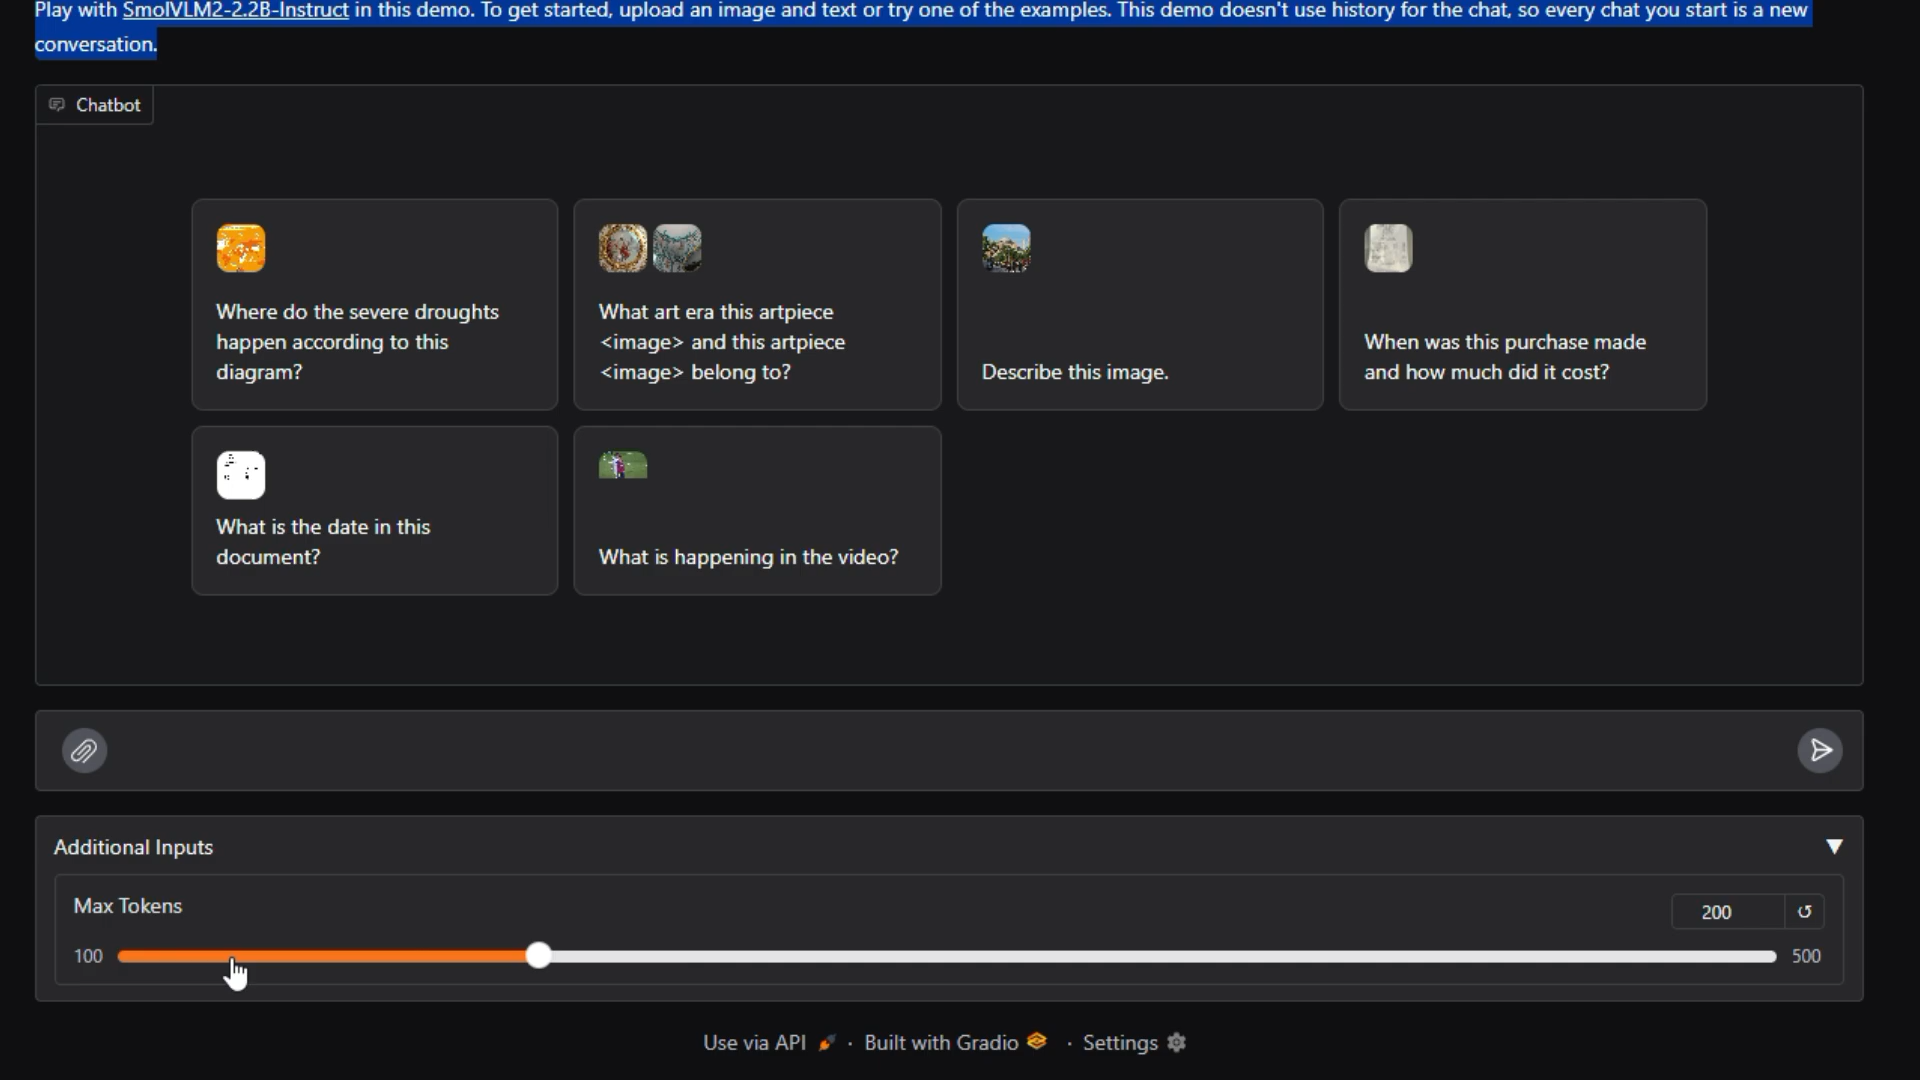 Play with SmolVLM2-2.2B-Instruct in this demo. To get started, upload an image and text or try one of the examples. This demo doesn't use history for the chat, so every chat you start is a new
conversation.
Chatbot
Where do the severe droughts
happen according to this
diagram?
What art era this artpiece
<image> and this artpiece
<image> belong to?
Describe this image.
When was this purchase made
and how much did it cost?
What is the date in this
document?
What is happening in the video?
Additional Inputs
Max Tokens
200
100
500
Use via API · Built with Gradio · Settings